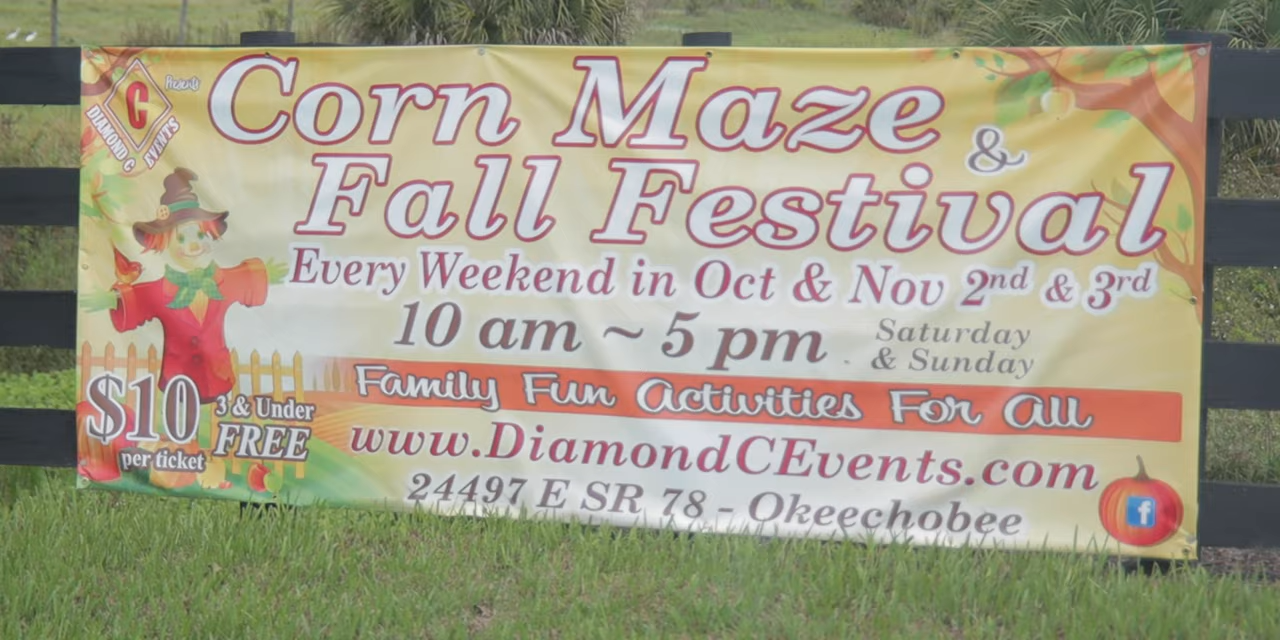 C
DIAMOND C EVENTS
Presents
Corn Maze
& 
Fall Festival
Every Weekend in Oct & Nov 2nd & 3rd
10 am ~ 5 pm
Saturday
& Sunday
Family Fun Activities For All
$10
per ticket
3 & Under
FREE
www.DiamondCEvents.com
24497 E SR 78 - Okeechobee
f